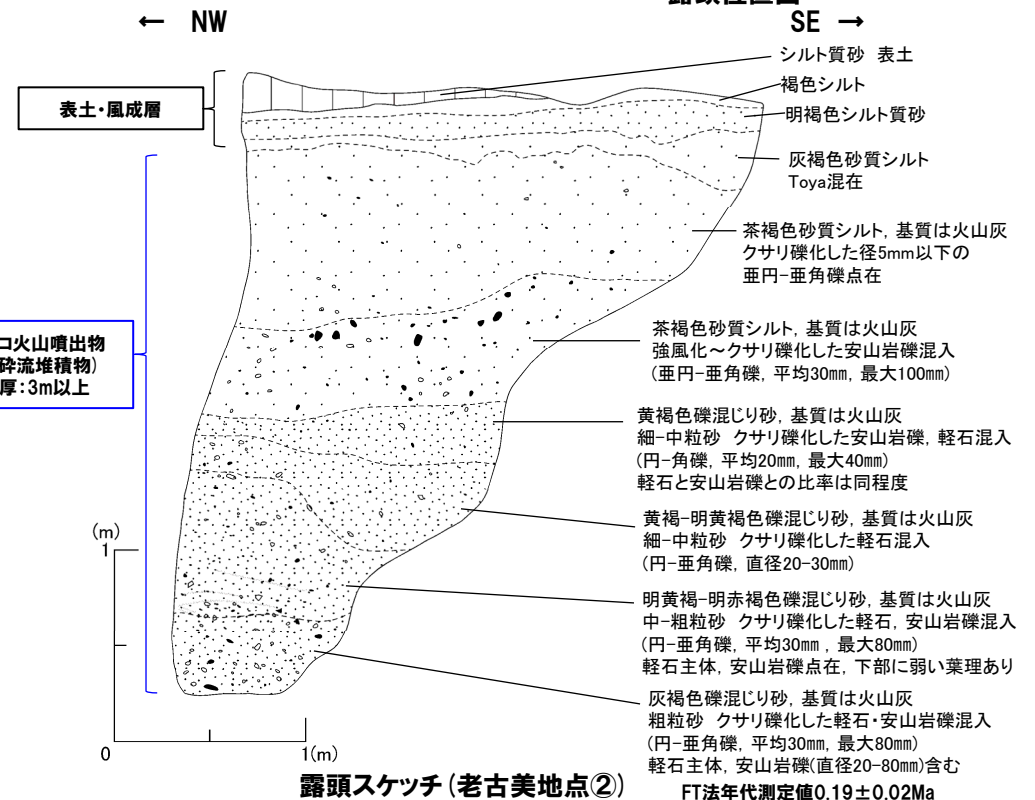 ← NW
SE →
シルト質砂 表土
褐色シルト
明褐色シルト質砂
表土・風成層
灰褐色砂質シルト
Toya混在
茶褐色砂質シルト, 基質は火山灰
クサリ礫化した径5mm以下の
亜円-亜角礫点在
コ火山噴出物
砕流堆積物)
厚:3m以上
茶褐色砂質シルト, 基質は火山灰
強風化～クサリ礫化した安山岩礫混入
(亜円-亜角礫, 平均30mm, 最大100mm)
黄褐色礫混じり砂, 基質は火山灰
細-中粒砂 クサリ礫化した安山岩礫, 軽石混入
(円-角礫, 平均20mm, 最大40mm)
軽石と安山岩礫との比率は同程度
黄褐-明黄褐色礫混じり砂, 基質は火山灰
細-中粒砂 クサリ礫化した軽石混入
(円-亜角礫, 直径20-30mm)
明黄褐-明赤褐色礫混じり砂, 基質は火山灰
中-粗粒砂 クサリ礫化した軽石, 安山岩礫混入
(円-亜角礫, 平均30mm , 最大80mm)
軽石主体, 安山岩礫点在, 下部に弱い葉理あり
灰褐色礫混じり砂, 基質は火山灰
粗粒砂 クサリ礫化した軽石・安山岩礫混入
(円-亜角礫, 平均30mm, 最大80mm)
軽石主体, 安山岩礫(直径20-80mm)含む
FT法年代測定値0.19±0.02Ma
(m)
1
0
1(m)
露頭スケッチ(老古美地点②)